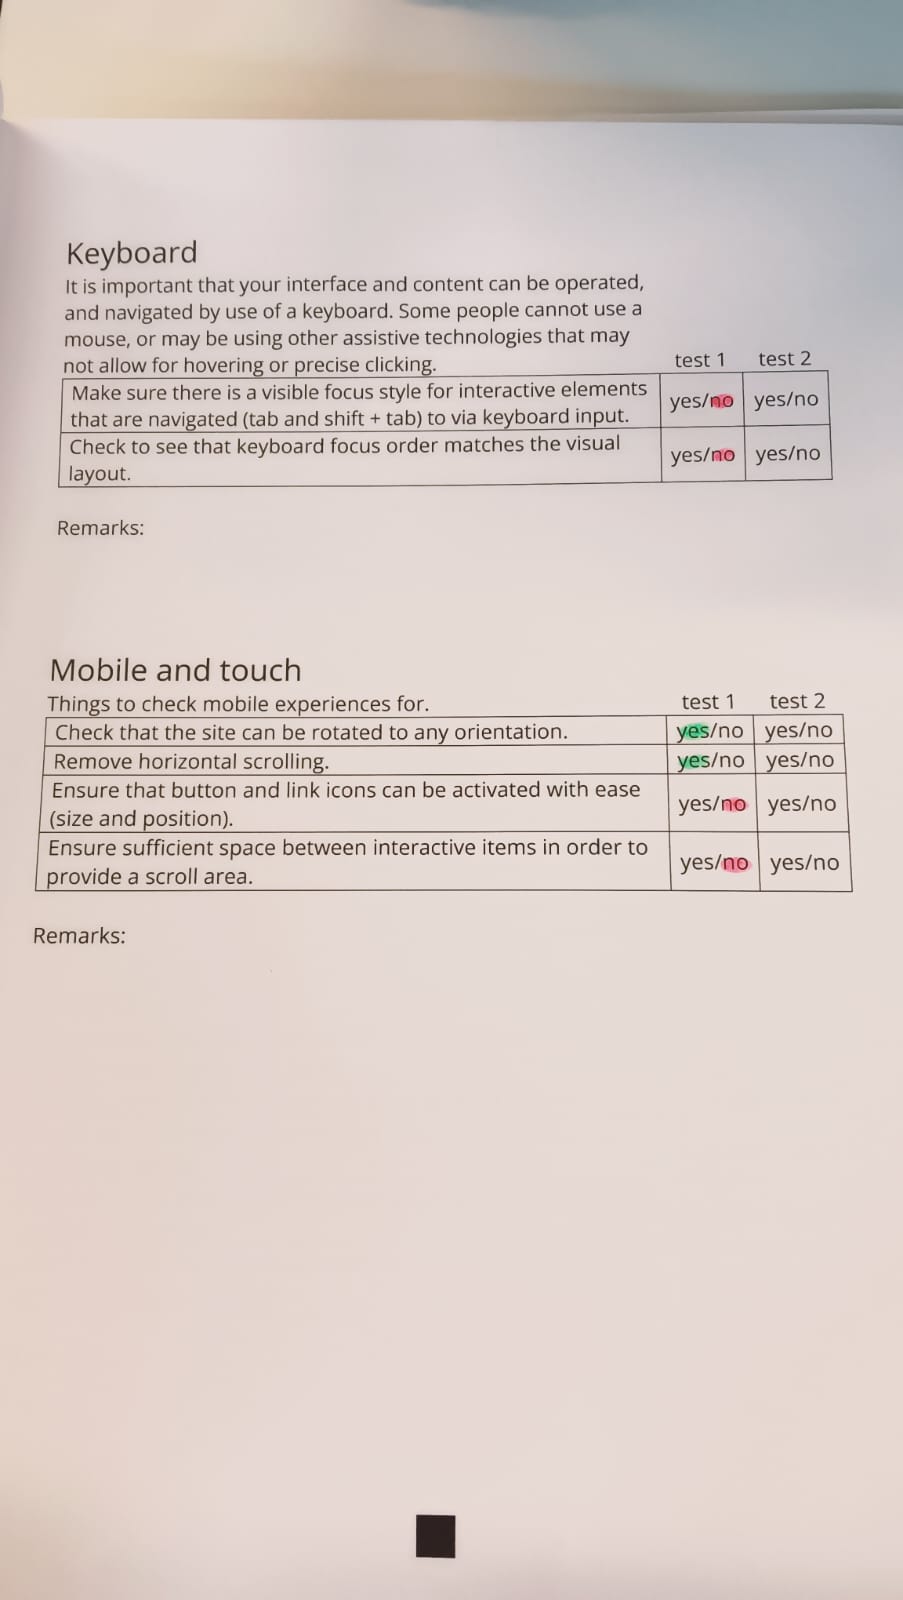 Keyboard
It is important that your interface and content can be operated,
and navigated by use of a keyboard. Some people cannot use a
mouse, or may be using other assistive technologies that may
not allow for hovering or precise clicking.
test 1 test 2
Make sure there is a visible focus style for interactive elements
that are navigated (tab and shift + tab) to via keyboard input.
yes/no yes/no
Check to see that keyboard focus order matches the visual
layout.
yes/no yes/no
Remarks:
Mobile and touch
Things to check mobile experiences for.
test 1 test 2
Check that the site can be rotated to any orientation.
yes/no yes/no
Remove horizontal scrolling.
yes/no yes/no
Ensure that button and link icons can be activated with ease
(size and position).
yes/no yes/no
Ensure sufficient space between interactive items in order to
provide a scroll area.
yes/no yes/no
Remarks: